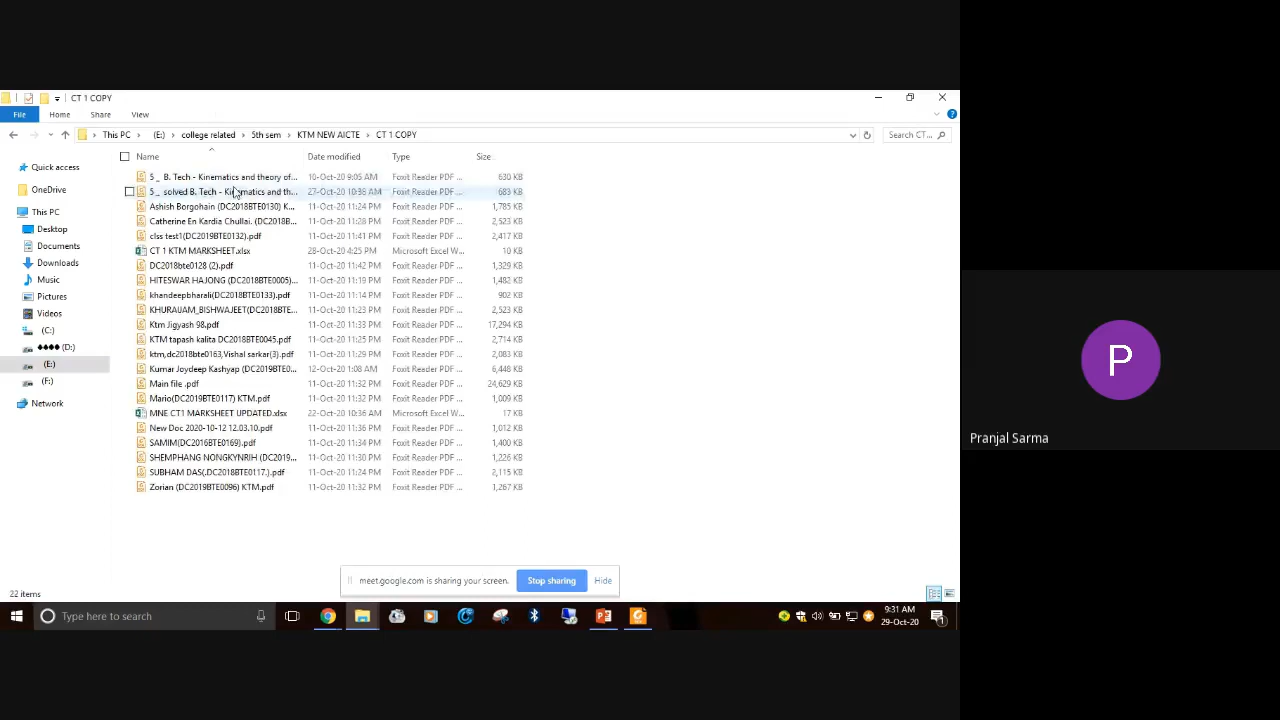 CT 1 COPY
File Home Share View
This PC (E:) college related 5th sem KTM NEW AICTE CT 1 COPY Search CT...
Name Date modified Type Size
Quick access
OneDrive
This PC
Desktop
Documents
Downloads
Music
Pictures
Videos
(C:)
♦♦♦♦ (D:)
(E:)
(F:)
Network
5 _ B. Tech - Kinematics and theory of... 10-Oct-20 9:05 AM Foxit Reader PDF ... 630 KB
5 _ solved B. Tech - Kinematics and th... 27-Oct-20 10:38 AM Foxit Reader PDF ... 683 KB
Ashish Borgohain (DC2018BTE0130) K... 11-Oct-20 11:24 PM Foxit Reader PDF ... 1,785 KB
Catherine En Kardia Chullai. (DC2018B... 11-Oct-20 11:28 PM Foxit Reader PDF ... 2,523 KB
clss test1(DC2019BTE0132).pdf 11-Oct-20 11:41 PM Foxit Reader PDF ... 2,417 KB
CT 1 KTM MARKSHEET.xlsx 28-Oct-20 4:25 PM Microsoft Excel W... 10 KB
DC2018bte0128 (2).pdf 11-Oct-20 11:42 PM Foxit Reader PDF ... 1,329 KB
HITESWAR HAJONG (DC2018BTE0005)... 11-Oct-20 11:19 PM Foxit Reader PDF ... 1,482 KB
khandeepbharali(DC2018BTE0133).pdf 11-Oct-20 11:14 PM Foxit Reader PDF ... 902 KB
KHURAIJAM_BISHWAJEET(DC2018BTE... 11-Oct-20 11:23 PM Foxit Reader PDF ... 2,523 KB
Ktm Jigyash 98.pdf 11-Oct-20 11:33 PM Foxit Reader PDF ... 17,294 KB
KTM tapash kalita DC2018BTE0045.pdf 11-Oct-20 11:25 PM Foxit Reader PDF ... 2,714 KB
ktm,dc2018bte0163,Vishal sarkar(3).pdf 11-Oct-20 11:29 PM Foxit Reader PDF ... 2,083 KB
Kumar Joydeep Kashyap (DC2019BTE0... 12-Oct-20 1:08 AM Foxit Reader PDF ... 6,448 KB
Main file .pdf 11-Oct-20 11:32 PM Foxit Reader PDF ... 24,629 KB
Mario(DC2019BTE0117) KTM.pdf 11-Oct-20 11:32 PM Foxit Reader PDF ... 1,009 KB
MNE CT1 MARKSHEET UPDATED.xlsx 22-Oct-20 10:36 AM Microsoft Excel W... 17 KB
New Doc 2020-10-12 12.03.10.pdf 11-Oct-20 11:36 PM Foxit Reader PDF ... 1,012 KB
SAMIM(DC2016BTE0169).pdf 11-Oct-20 11:34 PM Foxit Reader PDF ... 1,400 KB
SHEMPHANG NONGKYNRIH (DC2019... 11-Oct-20 11:30 PM Foxit Reader PDF ... 1,226 KB
SUBHAM DAS(.DC2018BTE0117.).pdf 11-Oct-20 11:24 PM Foxit Reader PDF ... 2,115 KB
Zorian (DC2019BTE0096) KTM.pdf 11-Oct-20 11:32 PM Foxit Reader PDF ... 1,267 KB
P
Pranjal Sarma
meet.google.com is sharing your screen. Stop sharing Hide
22 items
Type here to search
9:31 AM
29-Oct-20
1